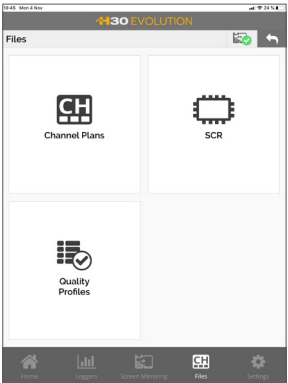 10:45 Mon 4 Nov 24 %
H30 EVOLUTION
Files
CH
Channel Plans
SCR
Quality
Profiles
Home Loggers Screen Mirroring CH Files Settings